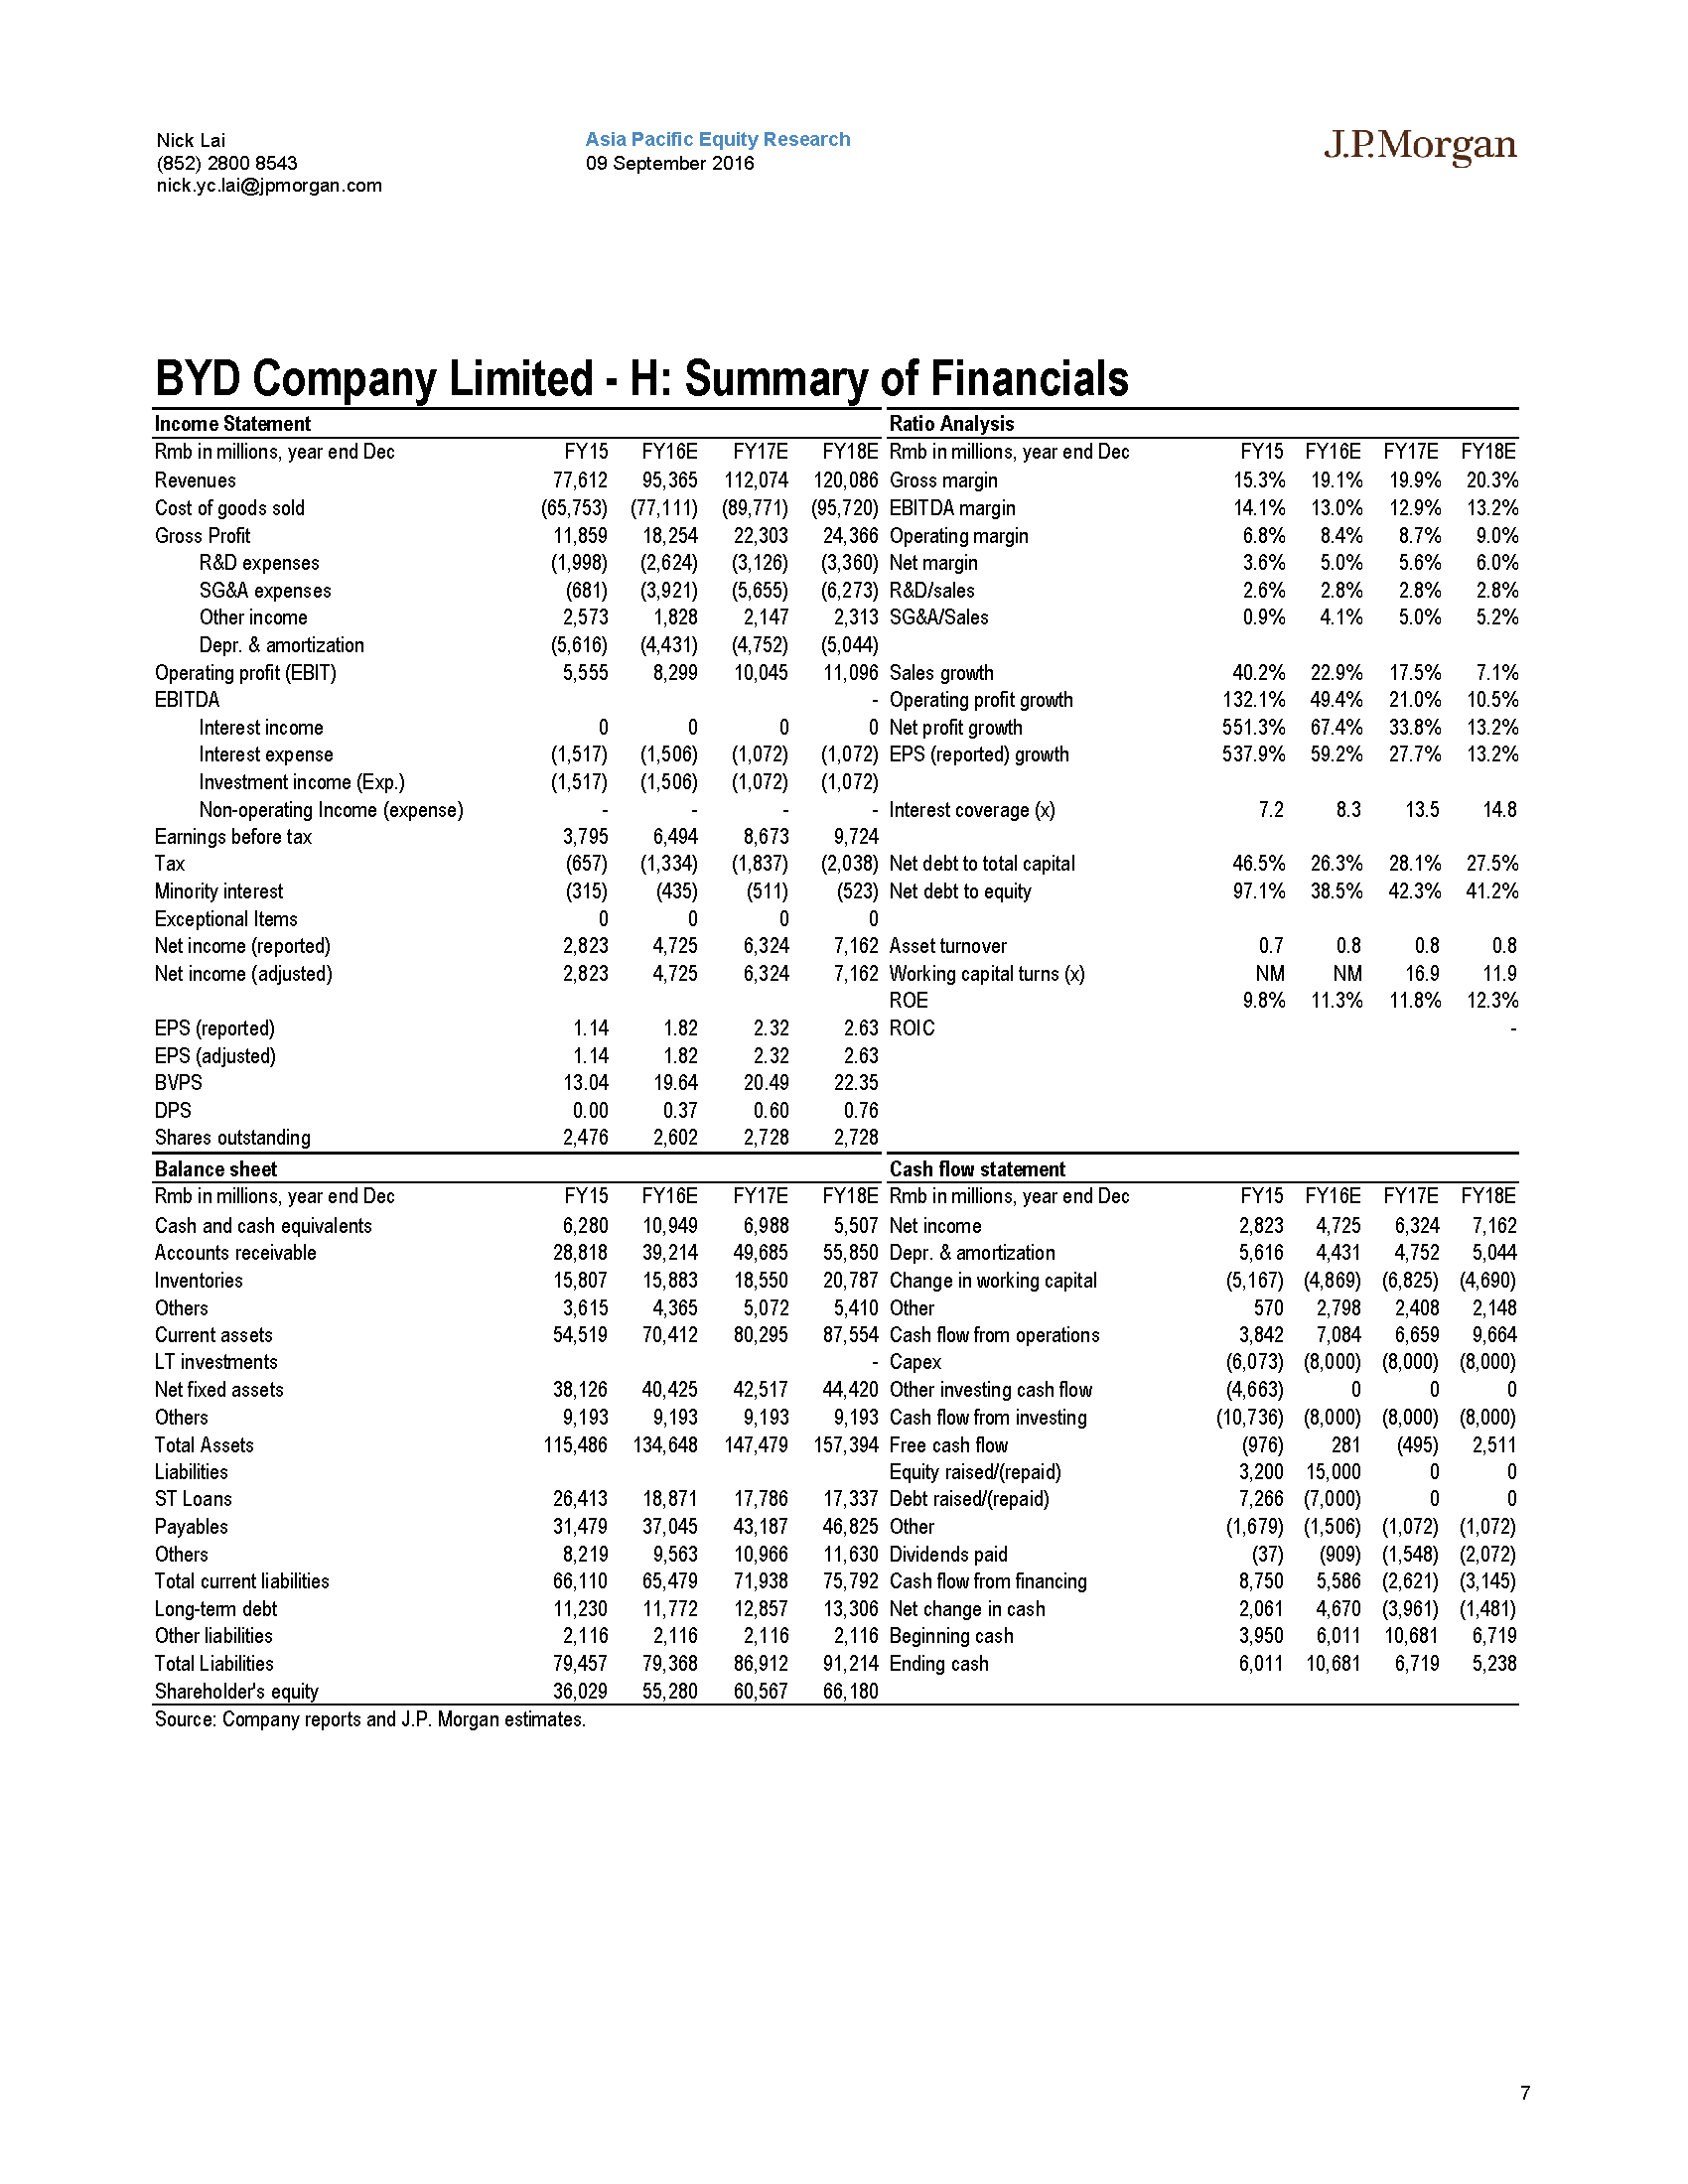 Nick Lai
(852) 2800 8543
nick.yc.lai@jpmorgan.com
Asia Pacific Equity Research
09 September 2016
J.P.Morgan
BYD Company Limited - H: Summary of Financials
Income Statement
Rmb in millions, year end Dec FY15 FY16E FY17E FY18E
Revenues 77,612 95,365 112,074 120,086
Cost of goods sold (65,753) (77,111) (89,771) (95,720)
Gross Profit 11,859 18,254 22,303 24,366
R&D expenses (1,998) (2,624) (3,126) (3,360)
SG&A expenses (681) (3,921) (5,655) (6,273)
Other income 2,573 1,828 2,147 2,313
Depr. & amortization (5,616) (4,431) (4,752) (5,044)
Operating profit (EBIT) 5,555 8,299 10,045 11,096
EBITDA -
Interest income 0 0 0 0
Interest expense (1,517) (1,506) (1,072) (1,072)
Investment income (Exp.) (1,517) (1,506) (1,072) (1,072)
Non-operating Income (expense) - - - -
Earnings before tax 3,795 6,494 8,673 9,724
Tax (657) (1,334) (1,837) (2,038)
Minority interest (315) (435) (511) (523)
Exceptional Items 0 0 0 0
Net income (reported) 2,823 4,725 6,324 7,162
Net income (adjusted) 2,823 4,725 6,324 7,162
EPS (reported) 1.14 1.82 2.32 2.63
EPS (adjusted) 1.14 1.82 2.32 2.63
BVPS 13.04 19.64 20.49 22.35
DPS 0.00 0.37 0.60 0.76
Shares outstanding 2,476 2,602 2,728 2,728
Ratio Analysis
Rmb in millions, year end Dec FY15 FY16E FY17E FY18E
Gross margin 15.3% 19.1% 19.9% 20.3%
EBITDA margin 14.1% 13.0% 12.9% 13.2%
Operating margin 6.8% 8.4% 8.7% 9.0%
Net margin 3.6% 5.0% 5.6% 6.0%
R&D/sales 2.6% 2.8% 2.8% 2.8%
SG&A/Sales 0.9% 4.1% 5.0% 5.2%
Sales growth 40.2% 22.9% 17.5% 7.1%
Operating profit growth 132.1% 49.4% 21.0% 10.5%
Net profit growth 551.3% 67.4% 33.8% 13.2%
EPS (reported) growth 537.9% 59.2% 27.7% 13.2%
Interest coverage (x) 7.2 8.3 13.5 14.8
Net debt to total capital 46.5% 26.3% 28.1% 27.5%
Net debt to equity 97.1% 38.5% 42.3% 41.2%
Asset turnover 0.7 0.8 0.8 0.8
Working capital turns (x) NM NM 16.9 11.9
ROE 9.8% 11.3% 11.8% 12.3%
ROIC -
Balance sheet
Rmb in millions, year end Dec FY15 FY16E FY17E FY18E
Cash and cash equivalents 6,280 10,949 6,988 5,507
Accounts receivable 28,818 39,214 49,685 55,850
Inventories 15,807 15,883 18,550 20,787
Others 3,615 4,365 5,072 5,410
Current assets 54,519 70,412 80,295 87,554
LT investments -
Net fixed assets 38,126 40,425 42,517 44,420
Others 9,193 9,193 9,193 9,193
Total Assets 115,486 134,648 147,479 157,394
Liabilities
ST Loans 26,413 18,871 17,786 17,337
Payables 31,479 37,045 43,187 46,825
Others 8,219 9,563 10,966 11,630
Total current liabilities 66,110 65,479 71,938 75,792
Long-term debt 11,230 11,772 12,857 13,306
Other liabilities 2,116 2,116 2,116 2,116
Total Liabilities 79,457 79,368 86,912 91,214
Shareholder's equity 36,029 55,280 60,567 66,180
Cash flow statement
Rmb in millions, year end Dec FY15 FY16E FY17E FY18E
Net income 2,823 4,725 6,324 7,162
Depr. & amortization 5,616 4,431 4,752 5,044
Change in working capital (5,167) (4,869) (6,825) (4,690)
Other 570 2,798 2,408 2,148
Cash flow from operations 3,842 7,084 6,659 9,664
Capex (6,073) (8,000) (8,000) (8,000)
Other investing cash flow (4,663) 0 0 0
Cash flow from investing (10,736) (8,000) (8,000) (8,000)
Free cash flow (976) 281 (495) 2,511
Equity raised/(repaid) 3,200 15,000 0 0
Debt raised/(repaid) 7,266 (7,000) 0 0
Other (1,679) (1,506) (1,072) (1,072)
Dividends paid (37) (909) (1,548) (2,072)
Cash flow from financing 8,750 5,586 (2,621) (3,145)
Net change in cash 2,061 4,670 (3,961) (1,481)
Beginning cash 3,950 6,011 10,681 6,719
Ending cash 6,011 10,681 6,719 5,238
Source: Company reports and J.P. Morgan estimates.
7